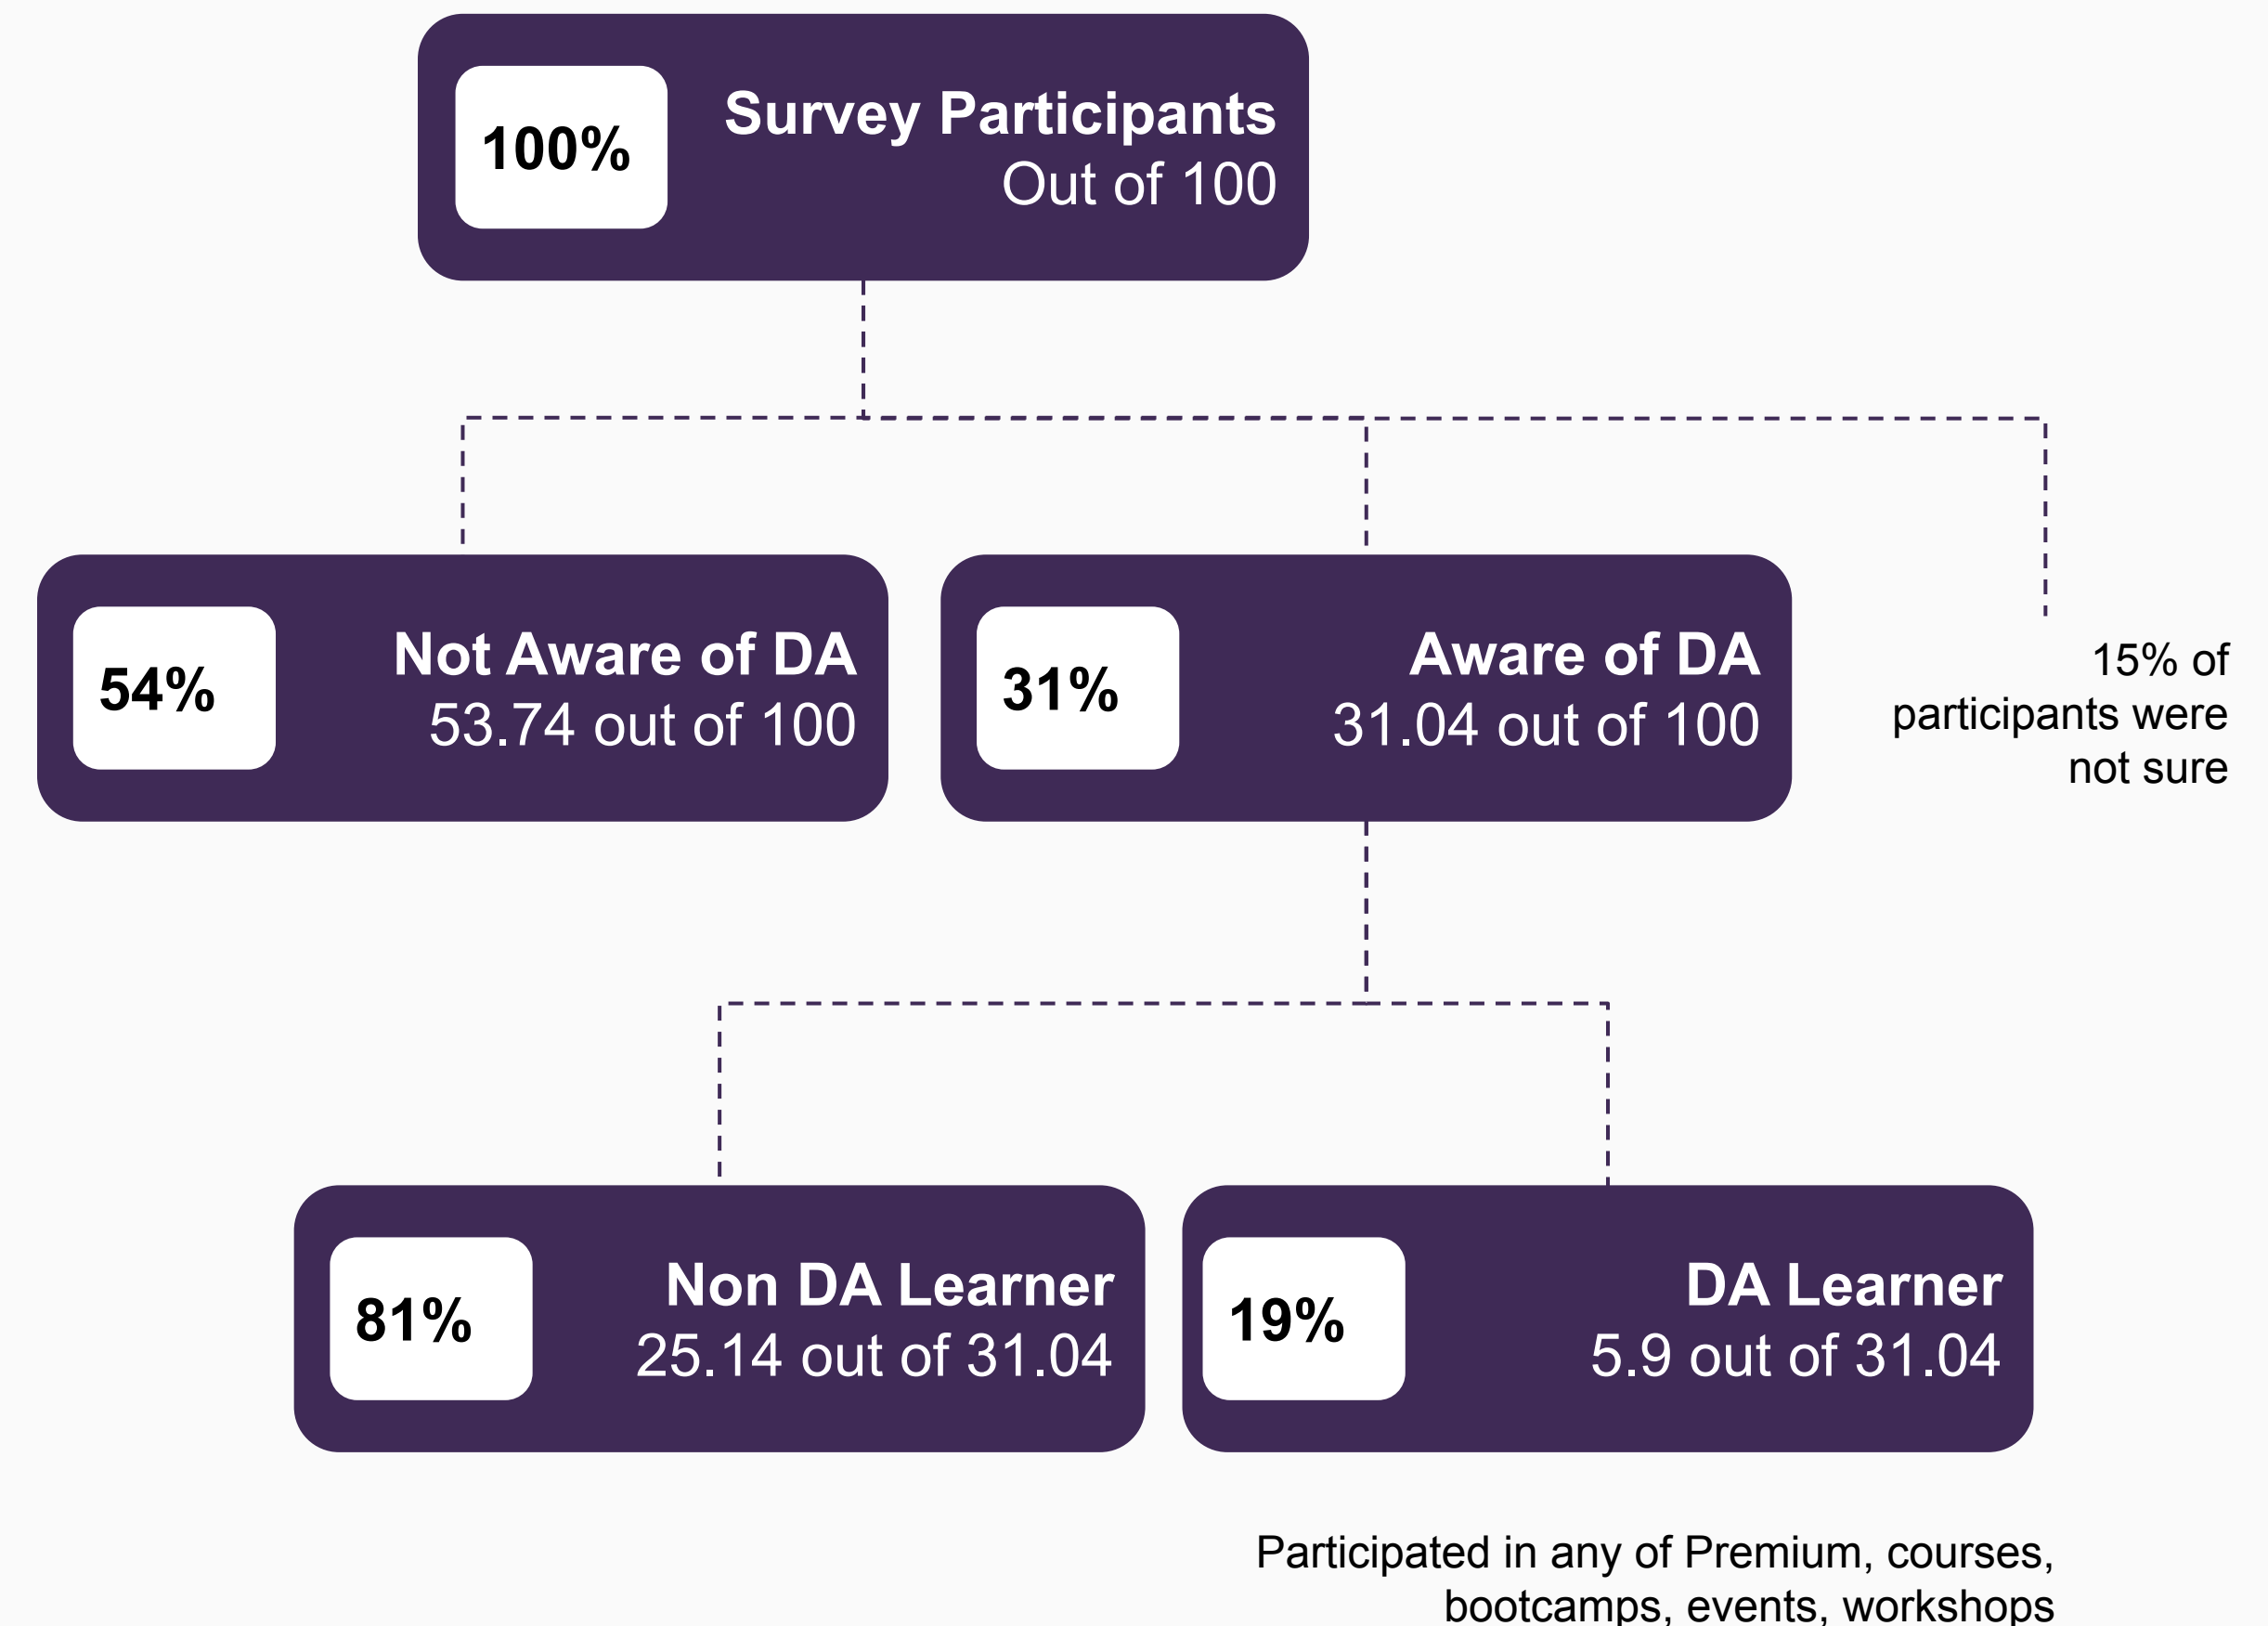 100%
Survey Participants
Out of 100
54%
Not Aware of DA
53.74 out of 100
31%
Aware of DA
31.04 out of 100
15% of
participants were
not sure
81%
Non DA Learner
25.14 out of 31.04
19%
DA Learner
5.9 out of 31.04
Participated in any of Premium, courses,
bootcamps, events, workshops